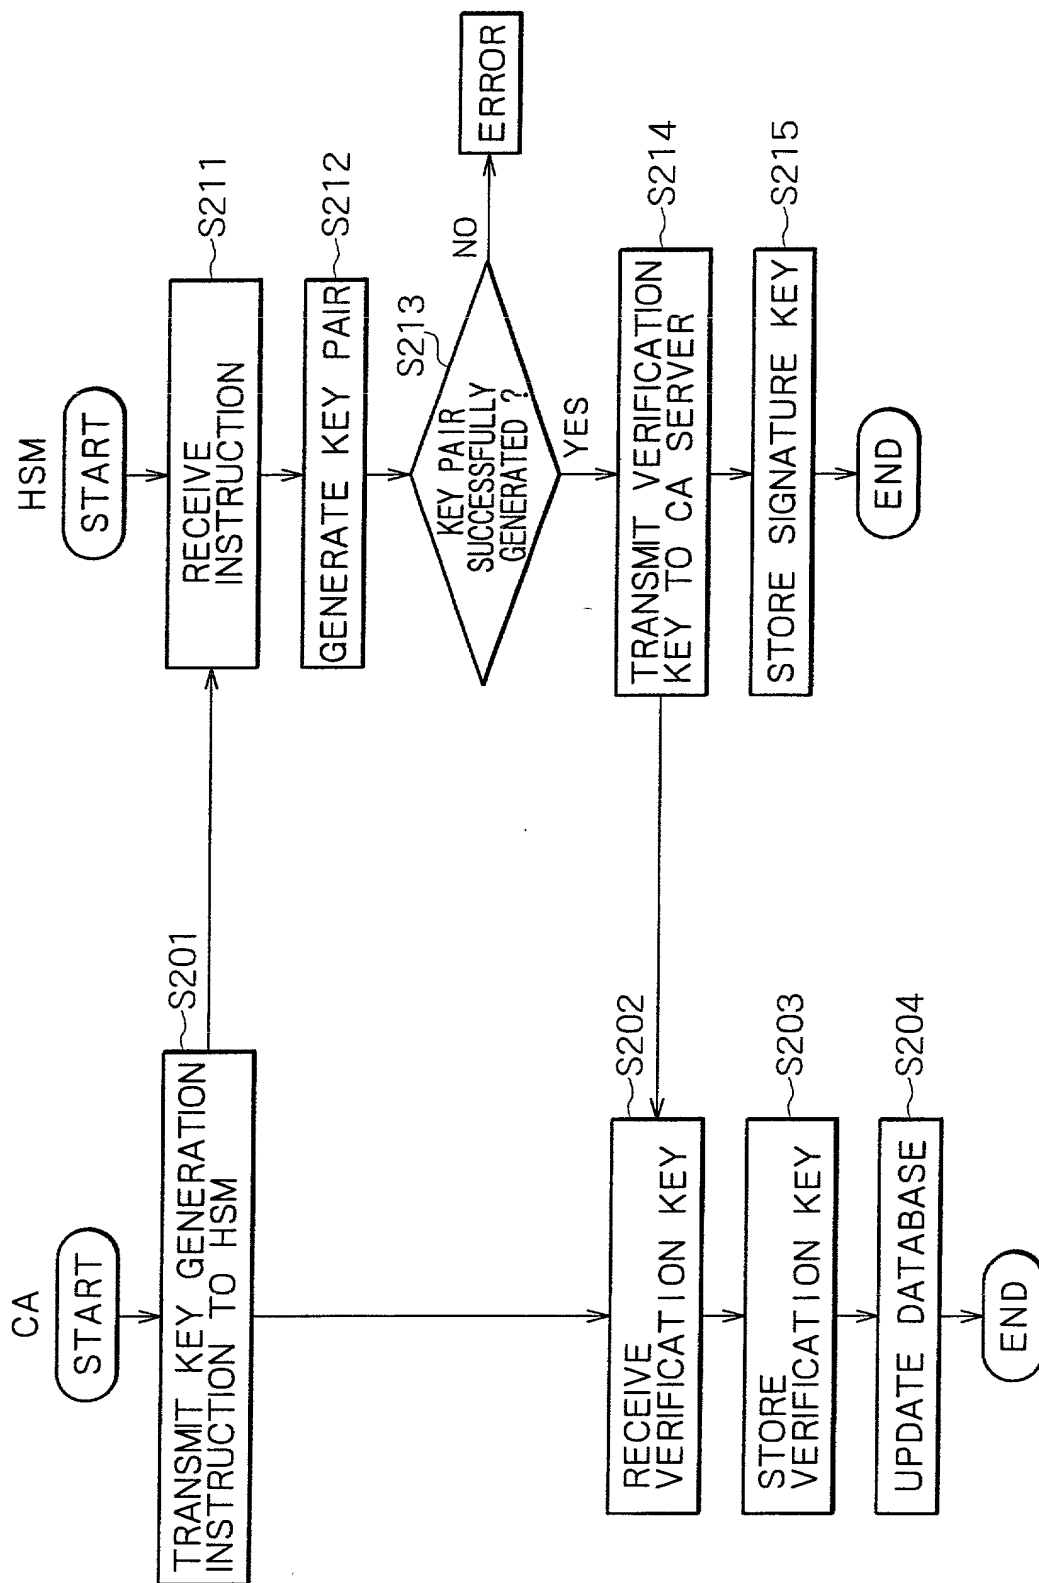 CA
START
TRANSMIT KEY GENERATION
INSTRUCTION TO HSM
S201
RECEIVE
VERIFICATION KEY
S202
STORE
VERIFICATION KEY
S203
UPDATE DATABASE
S204
END
HSM
START
RECEIVE
INSTRUCTION
S211
GENERATE KEY PAIR
S212
KEY PAIR
SUCCESSFULLY
GENERATED ?
S213
NO
ERROR
YES
TRANSMIT VERIFICATION
KEY TO CA SERVER
S214
STORE SIGNATURE KEY
S215
END